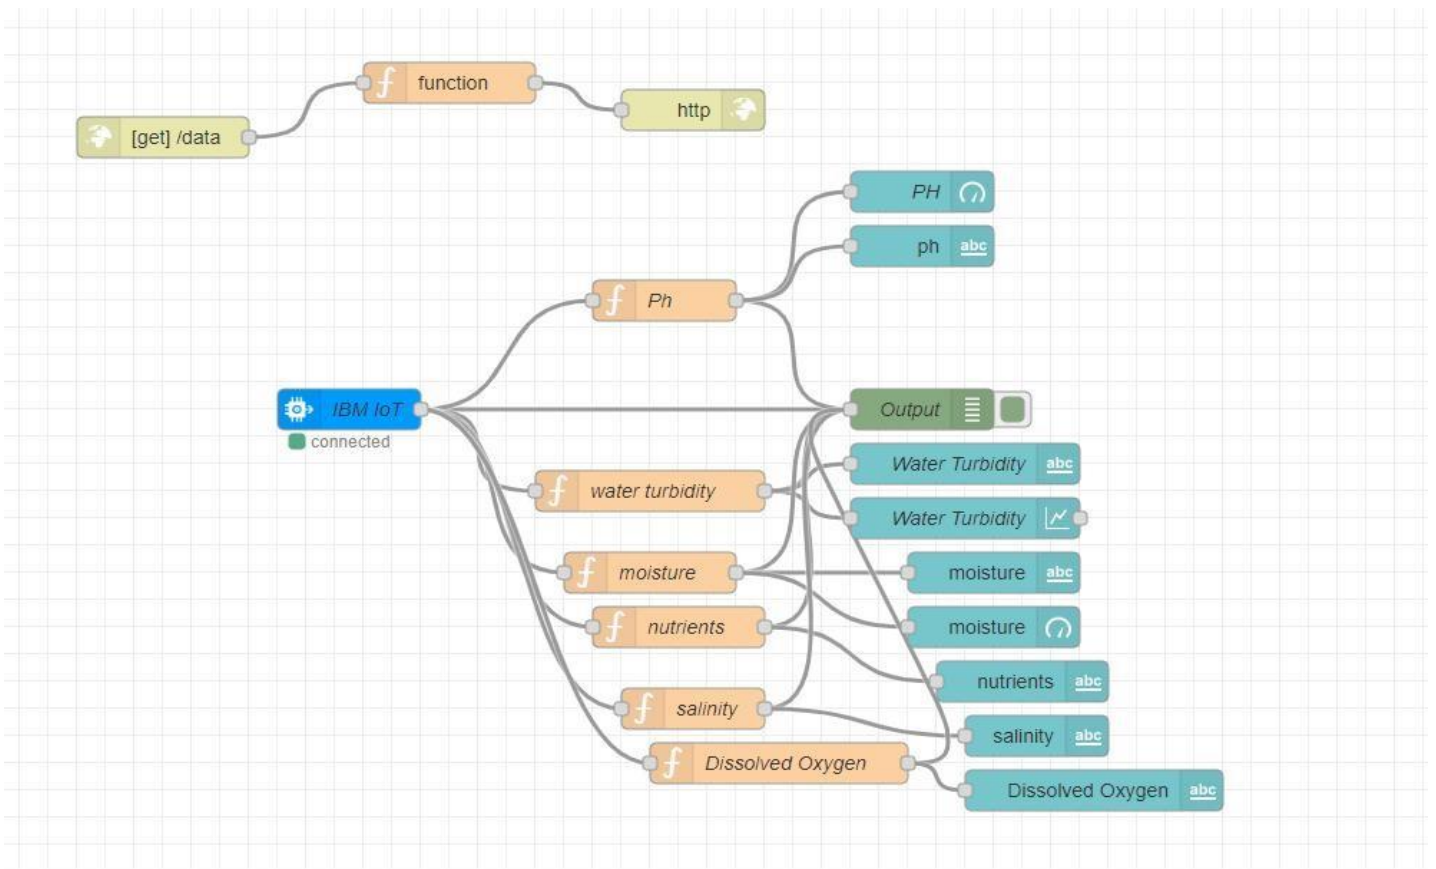 function
http
[get] /data
PH
ph abc
Ph
IBM IoT
Output
connected
Water Turbidity abc
water turbidity
Water Turbidity
moisture
moisture abc
nutrients
moisture
nutrients abc
salinity
salinity abc
Dissolved Oxygen
Dissolved Oxygen abc